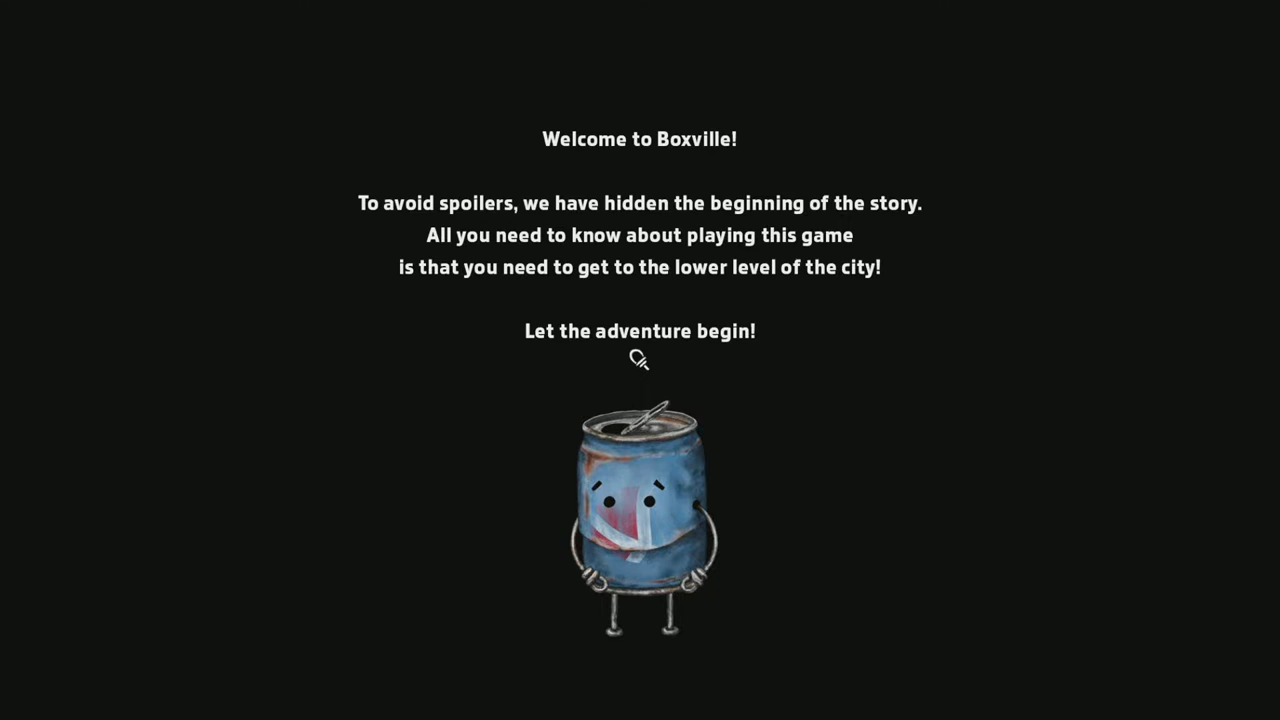 Welcome to Boxville!
To avoid spoilers, we have hidden the beginning of the story.
All you need to know about playing this game
is that you need to get to the lower level of the city!
Let the adventure begin!